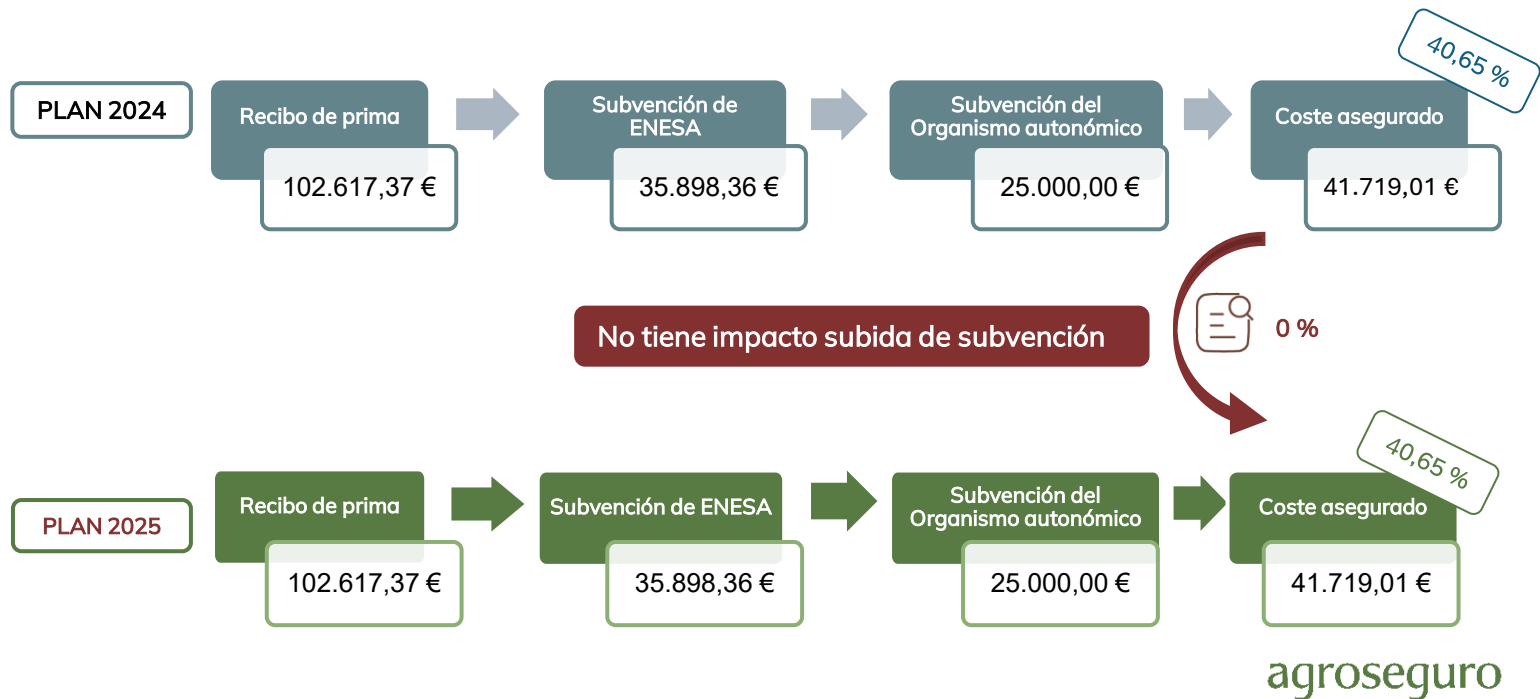 40,65 %
PLAN 2024
Recibo de prima
102.617,37 €
Subvención de
ENESA
35.898,36 €
Subvención del
Organismo autonómico
25.000,00 €
Coste asegurado
41.719,01 €
No tiene impacto subida de subvención
0 %
40,65 %
PLAN 2025
Recibo de prima
102.617,37 €
Subvención de ENESA
35.898,36 €
Subvención del
Organismo autonómico
25.000,00 €
Coste asegurado
41.719,01 €
agroseguro